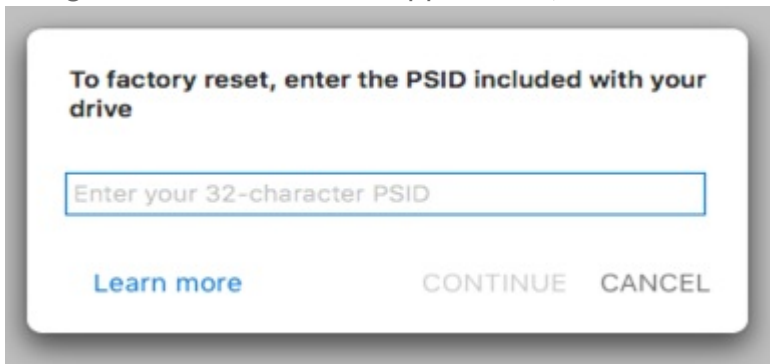 To factory reset, enter the PSID included with your
drive
Enter your 32-character PSID
Learn more CONTINUE CANCEL